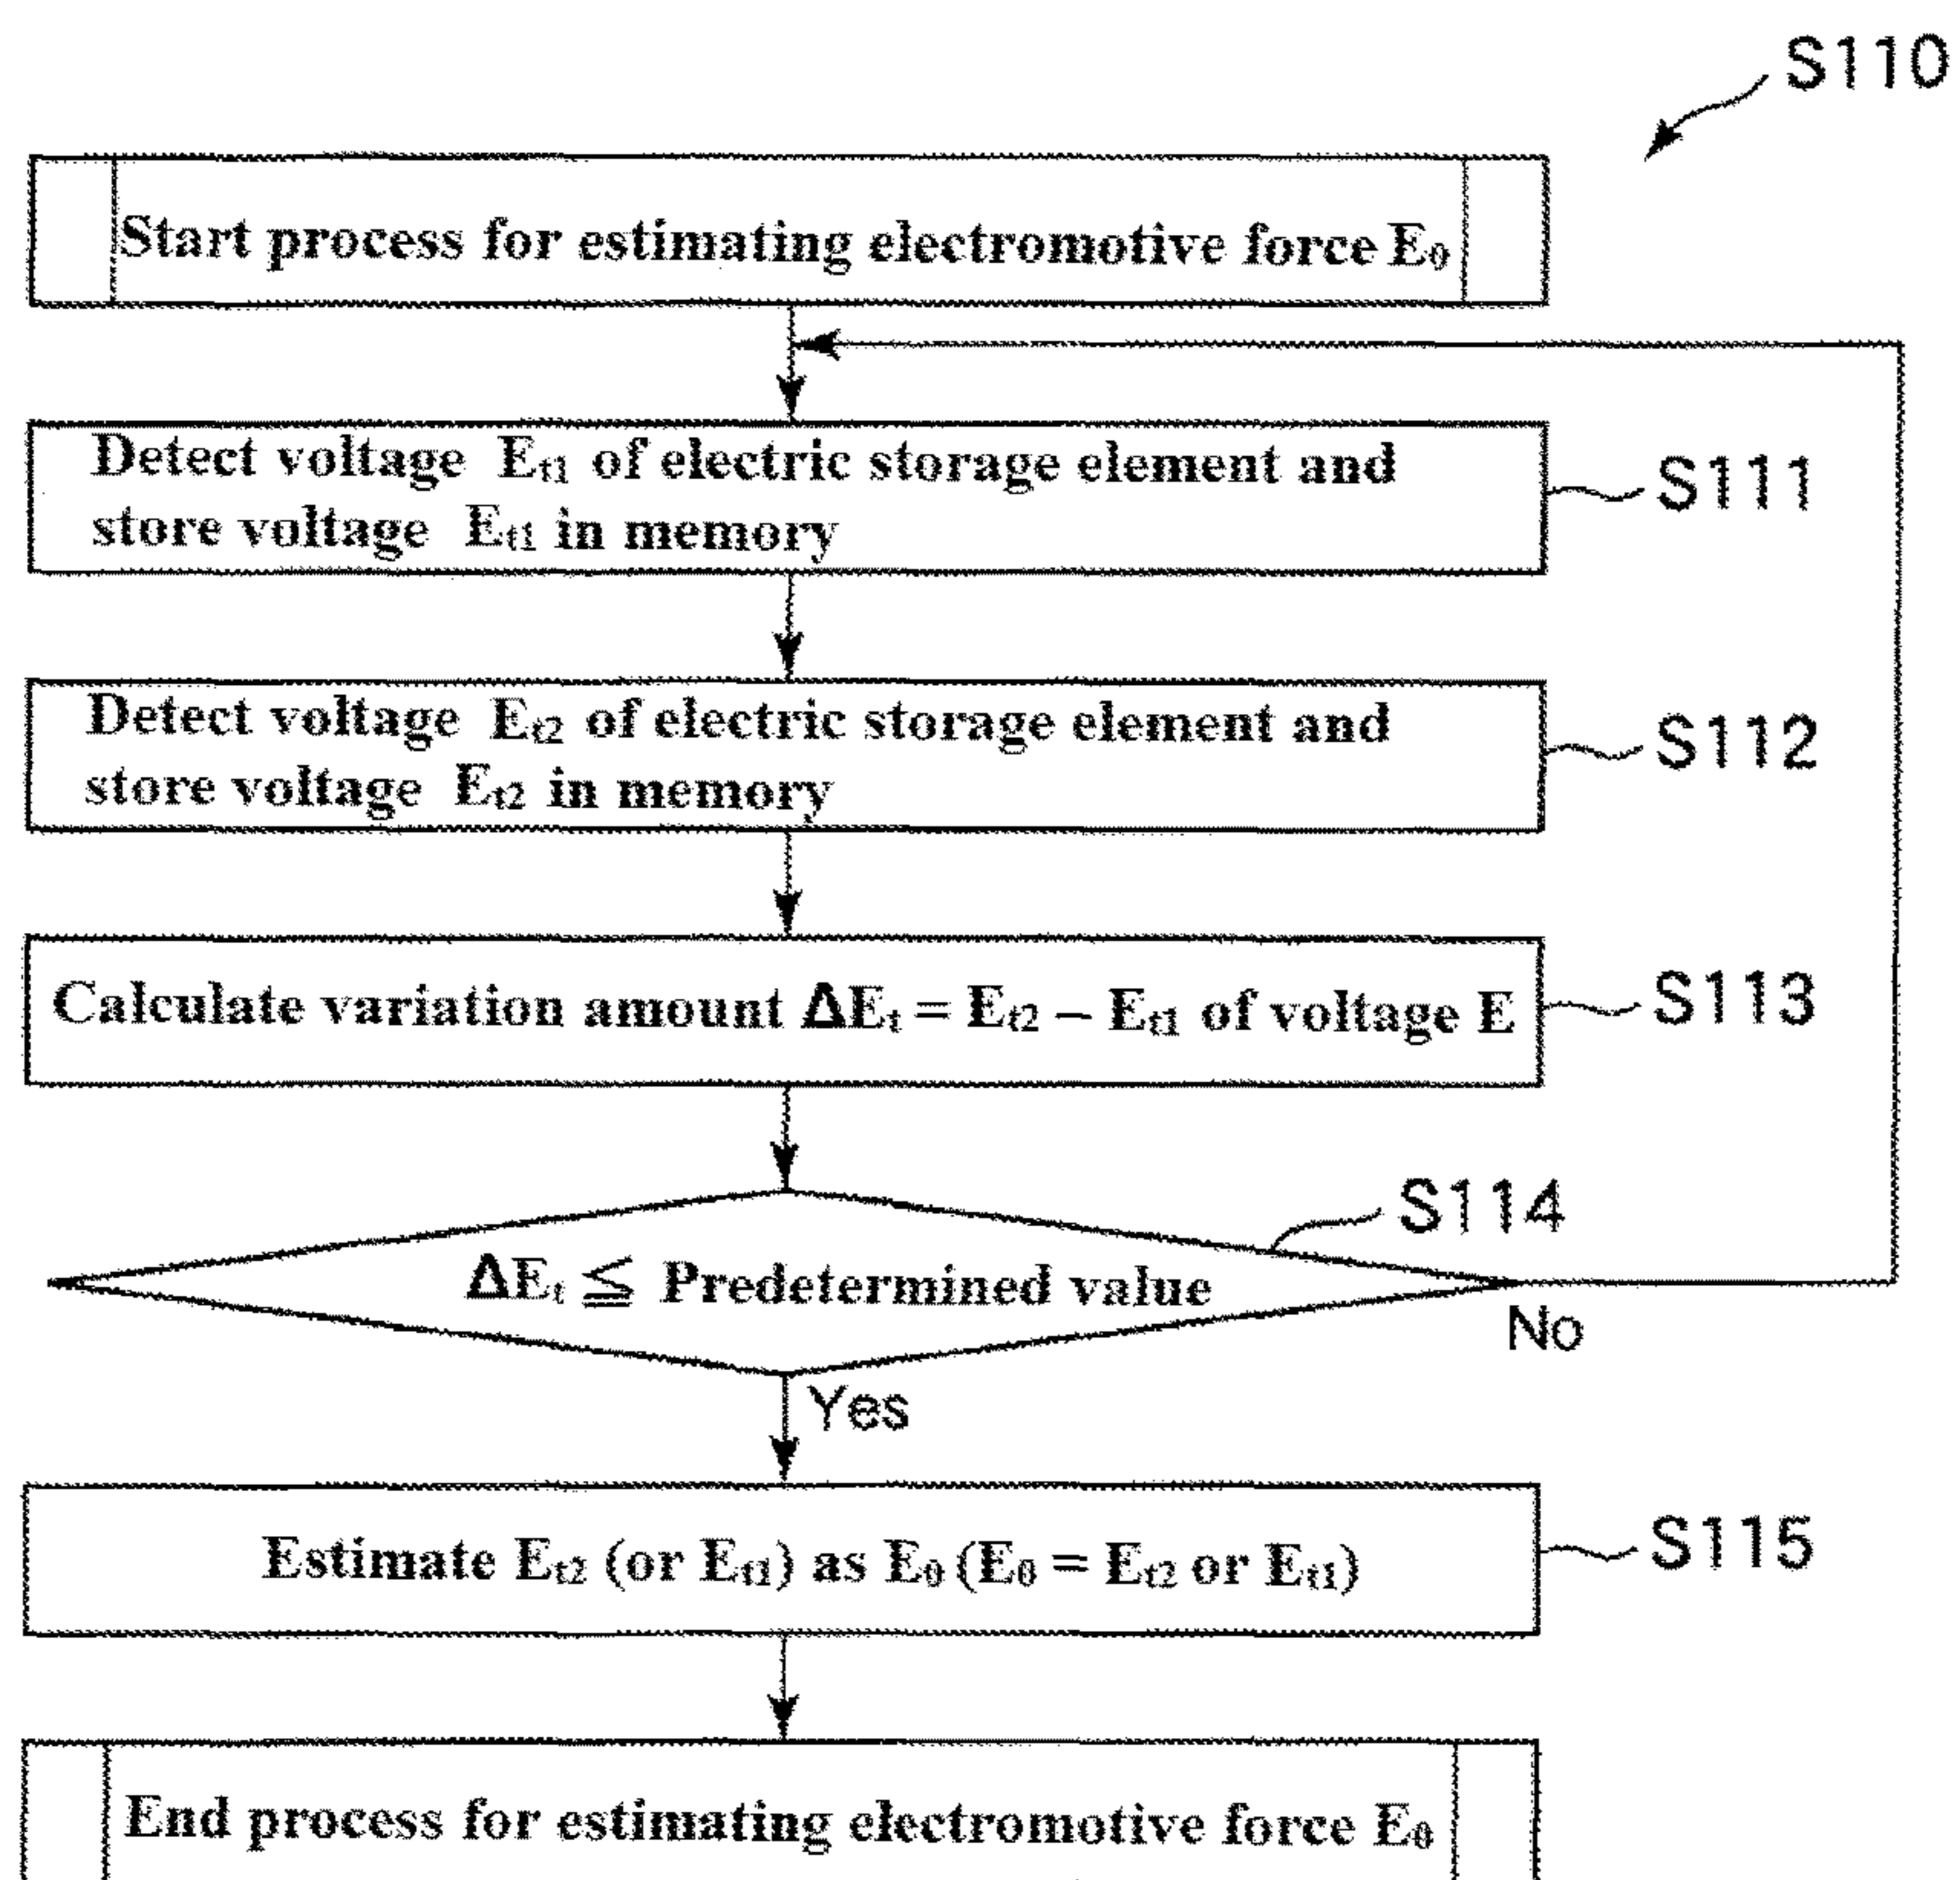 S110
Start process for estimating electromotive force E₀
Detect voltage Eₜ₁ of electric storage element and
store voltage Eₜ₁ in memory
S111
Detect voltage Eₜ₂ of electric storage element and
store voltage Eₜ₂ in memory
S112
Calculate variation amount ΔEₜ = Eₜ₂ – Eₜ₁ of voltage E
S113
S114
ΔEₜ ≦ Predetermined value
No
Yes
Estimate Eₜ₂ (or Eₜ₁) as E₀ (E₀ = Eₜ₂ or Eₜ₁)
S115
End process for estimating electromotive force E₀